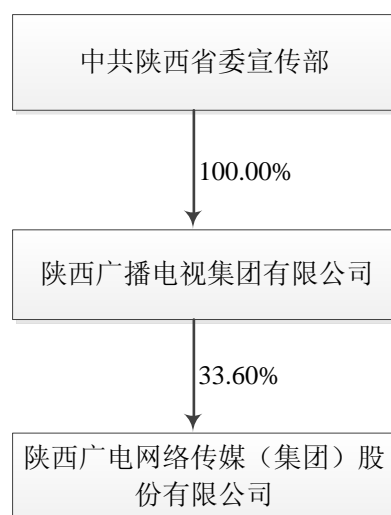 中共陕西省委宣传部
100.00%
陕西广播电视集团有限公司
33.60%
陕西广电网络传媒（集团）股
份有限公司